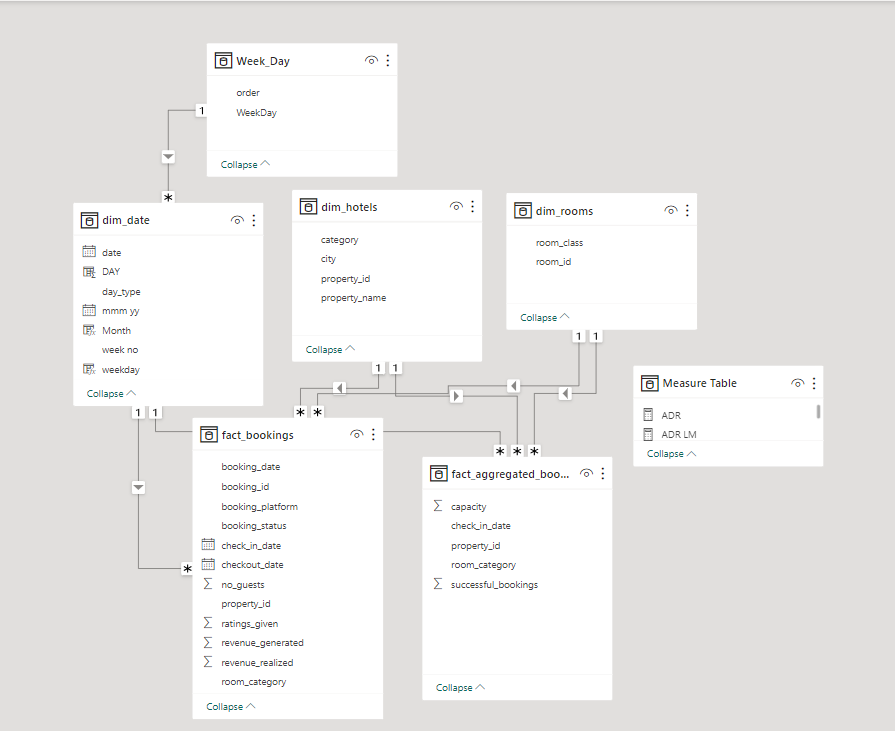 Week_Day
order
WeekDay
Collapse
1
*
dim_date
date
DAY
day_type
mmm yy
Month
week no
weekday
Collapse
1 1
dim_hotels
category
city
property_id
property_name
Collapse
1 1
dim_rooms
room_class
room_id
Collapse
1 1
Measure Table
ADR
ADR LM
Collapse
* *
fact_bookings
booking_date
booking_id
booking_platform
booking_status
check_in_date
checkout_date
Σ no_guests
property_id
Σ ratings_given
Σ revenue_generated
Σ revenue_realized
room_category
Collapse
*
* * *
fact_aggregated_boo...
Σ capacity
check_in_date
property_id
room_category
Σ successful_bookings
Collapse